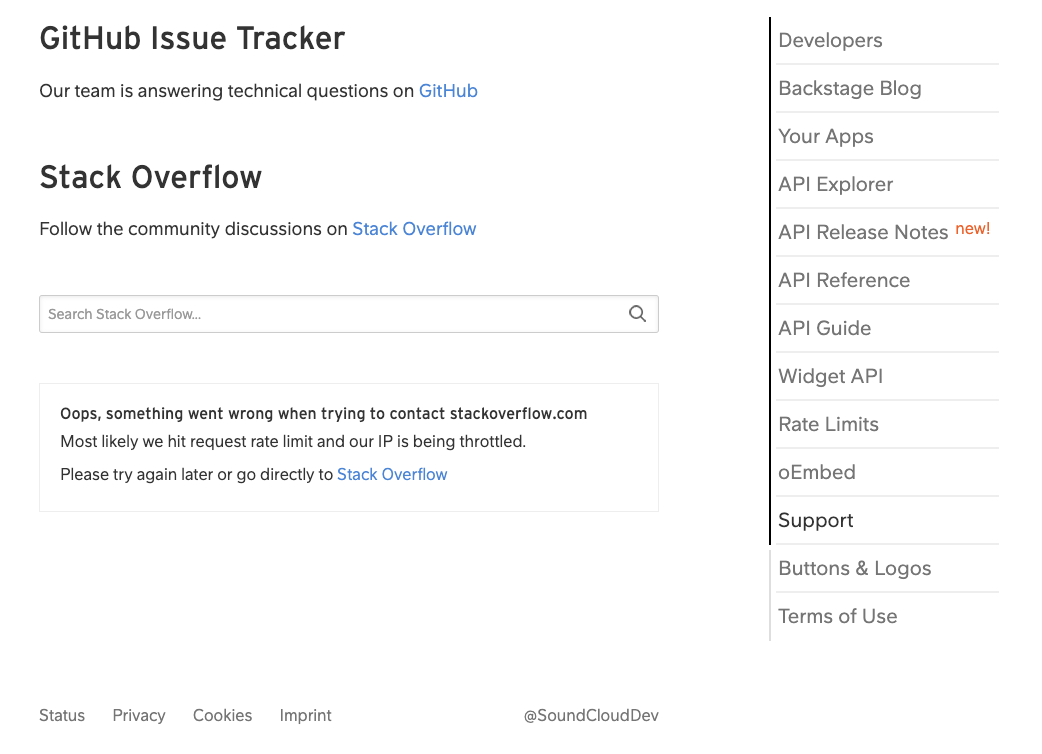 GitHub Issue Tracker
Our team is answering technical questions on GitHub
Stack Overflow
Follow the community discussions on Stack Overflow
Search Stack Overflow...
Oops, something went wrong when trying to contact stackoverflow.com
Most likely we hit request rate limit and our IP is being throttled.
Please try again later or go directly to Stack Overflow
Developers
Backstage Blog
Your Apps
API Explorer
API Release Notes new!
API Reference
API Guide
Widget API
Rate Limits
oEmbed
Support
Buttons & Logos
Terms of Use
Status Privacy Cookies Imprint @SoundCloudDev